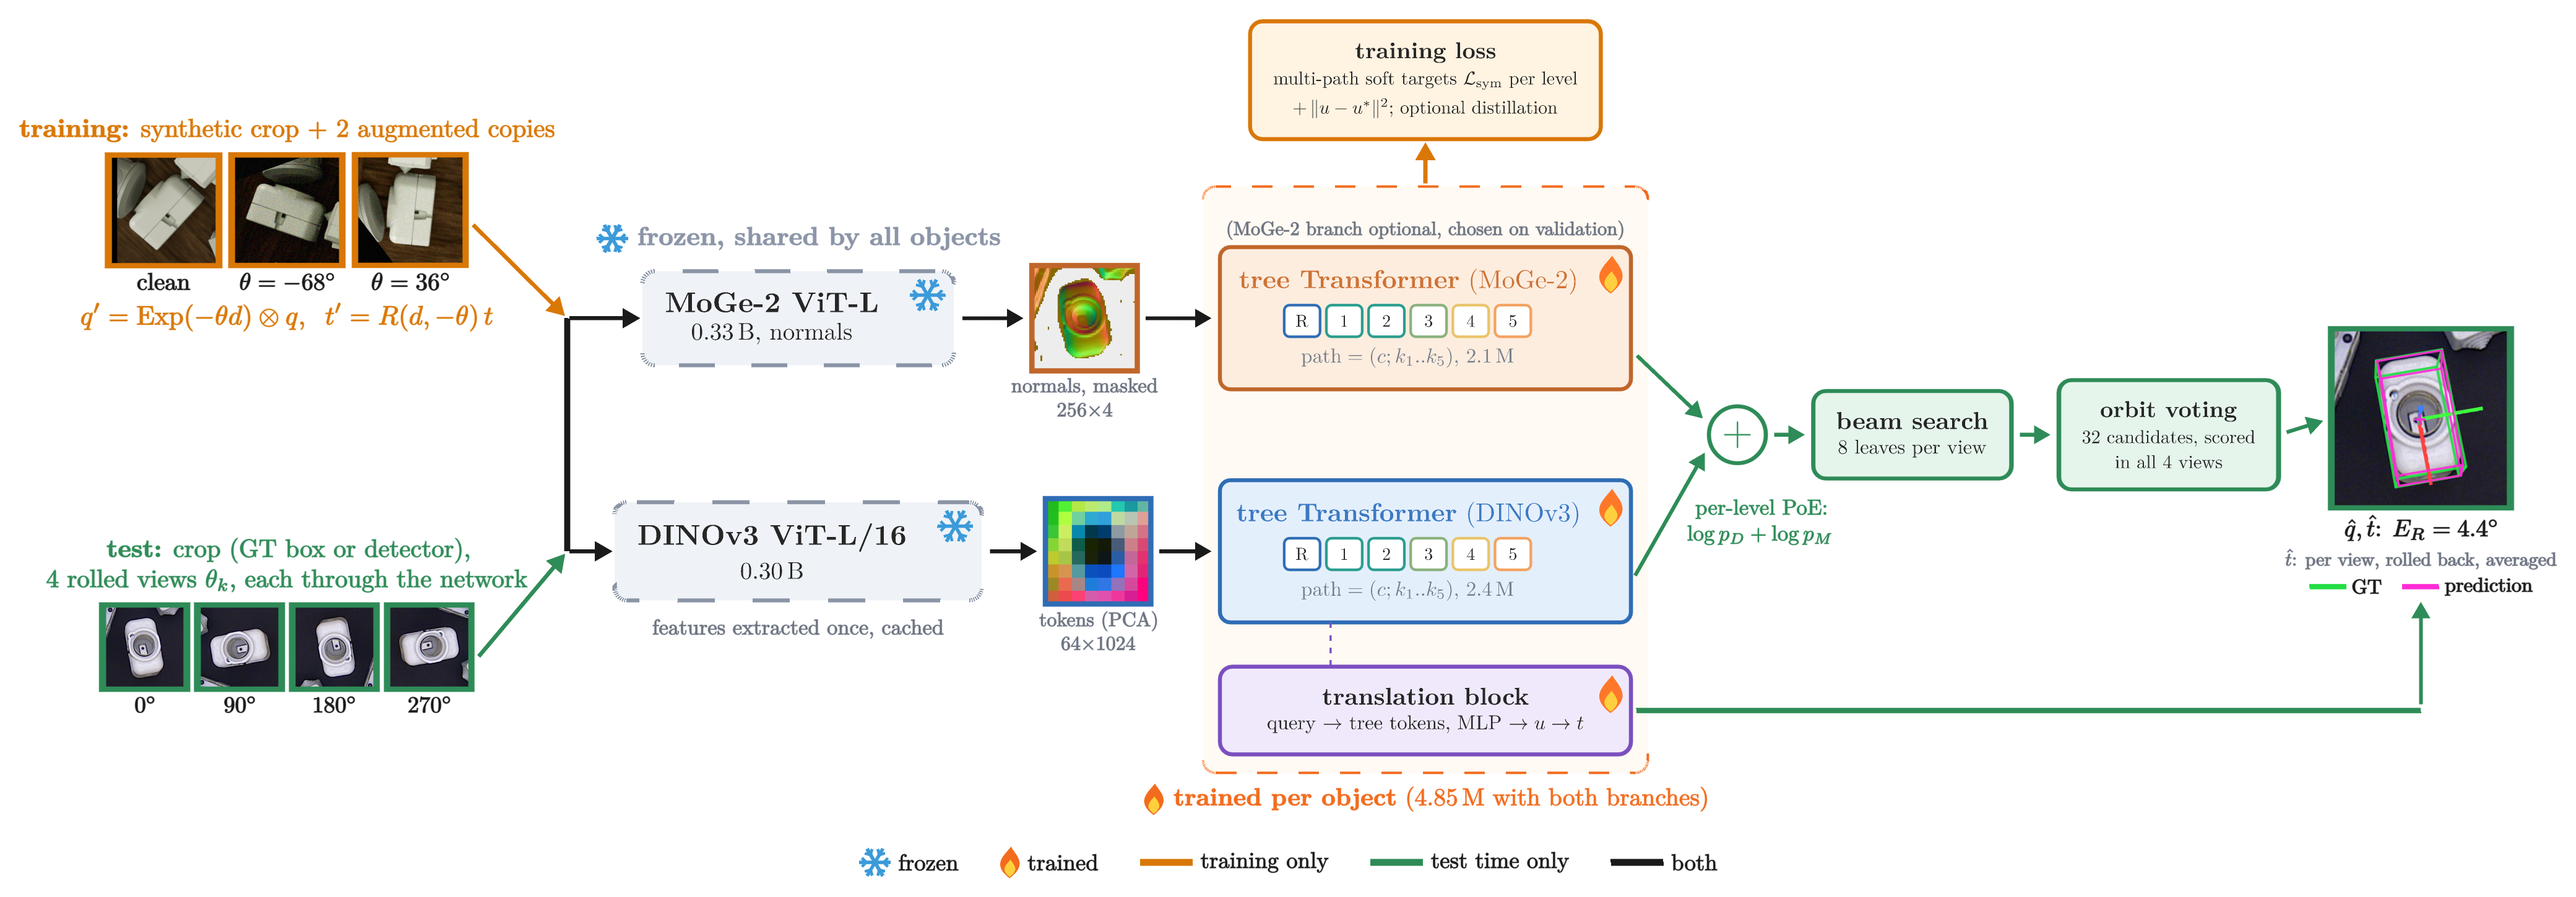 training loss
multi-path soft targets ℒ_sym per level
+ ‖u − u*‖²; optional distillation
training: synthetic crop + 2 augmented copies
clean
θ = −68°
θ = 36°
q′ = Exp(−θd) ⊗ q, t′ = R(d, −θ) t
frozen, shared by all objects
MoGe-2 ViT-L
0.33 B, normals
normals, masked
256×4
(MoGe-2 branch optional, chosen on validation)
tree Transformer (MoGe-2)
R 1 2 3 4 5
path = (c; k₁..k₅), 2.1 M
test: crop (GT box or detector),
4 rolled views θₖ, each through the network
0°
90°
180°
270°
DINOv3 ViT-L/16
0.30 B
features extracted once, cached
tokens (PCA)
64×1024
tree Transformer (DINOv3)
R 1 2 3 4 5
path = (c; k₁..k₅), 2.4 M
translation block
query → tree tokens, MLP → u → t
trained per object (4.85 M with both branches)
+
per-level PoE:
log p_D + log p_M
beam search
8 leaves per view
orbit voting
32 candidates, scored
in all 4 views
q̂, t̂: E_R = 4.4°
t̂: per view, rolled back, averaged
GT
prediction
frozen
trained
training only
test time only
both